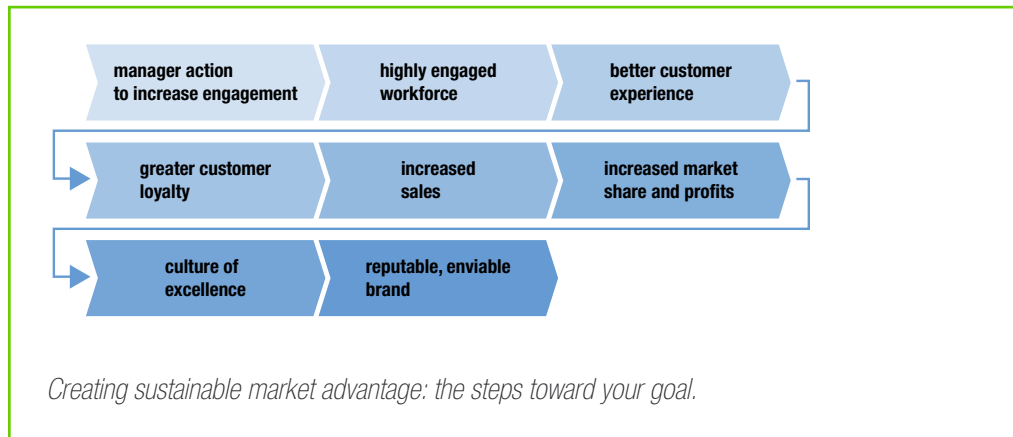 manager action
to increase engagement
highly engaged
workforce
better customer
experience
greater customer
loyalty
increased
sales
increased market
share and profits
culture of
excellence
reputable, enviable
brand
Creating sustainable market advantage: the steps toward your goal.